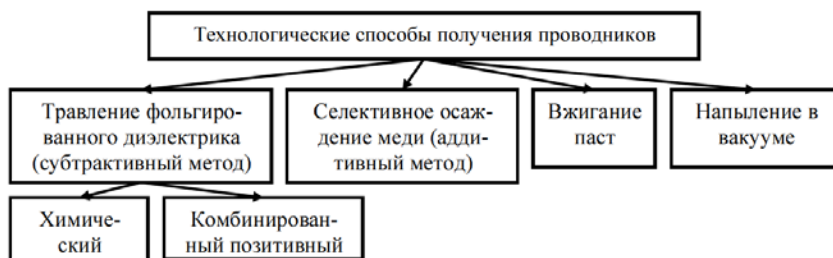 Технологические способы получения проводников
Травление фольгиро-
ванного диэлектрика
(субтрактивный метод)
Селективное осаж-
дение меди (адди-
тивный метод)
Вжигание
паст
Напыление в
вакууме
Химиче-
ский
Комбинирован-
ный позитивный